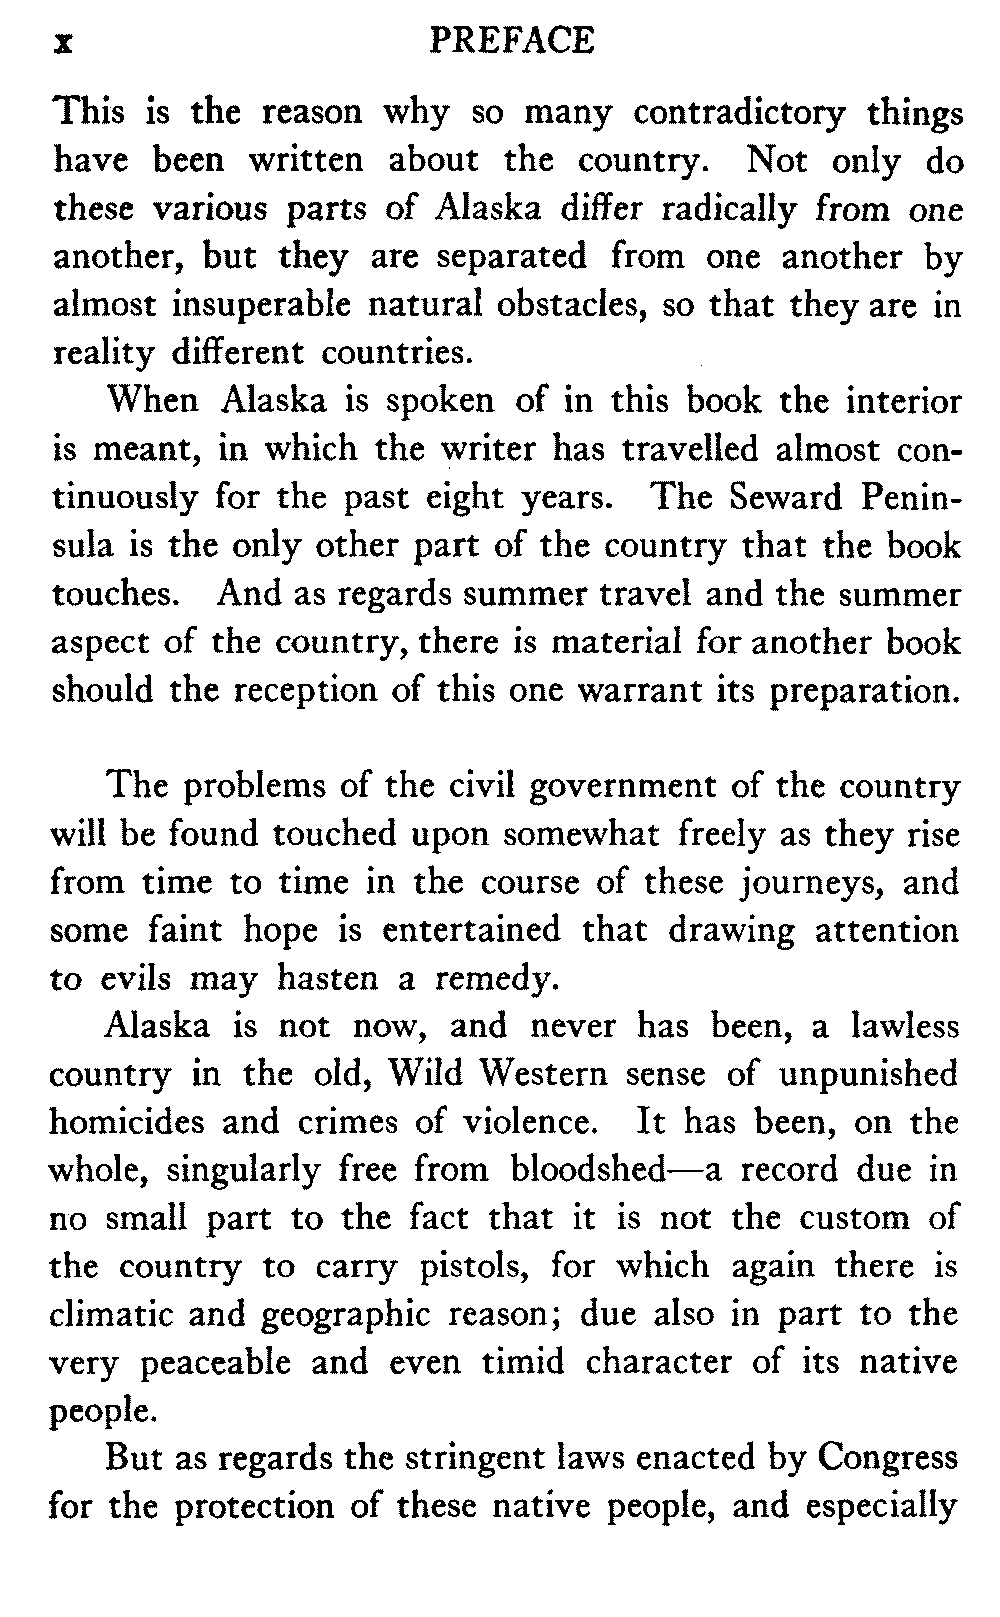 x PREFACE
This is the reason why so many contradictory things
have been written about the country. Not only do
these various parts of Alaska differ radically from one
another, but they are separated from one another by
almost insuperable natural obstacles, so that they are in
reality different countries.
When Alaska is spoken of in this book the interior
is meant, in which the writer has travelled almost con-
tinuously for the past eight years. The Seward Penin-
sula is the only other part of the country that the book
touches. And as regards summer travel and the summer
aspect of the country, there is material for another book
should the reception of this one warrant its preparation.
The problems of the civil government of the country
will be found touched upon somewhat freely as they rise
from time to time in the course of these journeys, and
some faint hope is entertained that drawing attention
to evils may hasten a remedy.
Alaska is not now, and never has been, a lawless
country in the old, Wild Western sense of unpunished
homicides and crimes of violence. It has been, on the
whole, singularly free from bloodshed—a record due in
no small part to the fact that it is not the custom of
the country to carry pistols, for which again there is
climatic and geographic reason; due also in part to the
very peaceable and even timid character of its native
people.
But as regards the stringent laws enacted by Congress
for the protection of these native people, and especially